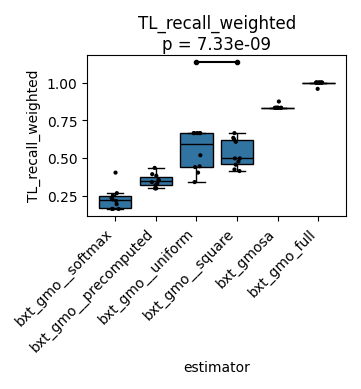 TL_recall_weighted
p = 7.33e-09
TL_recall_weighted
1.00
0.75
0.50
0.25
bxt_gmo__softmax
bxt_gmo__precomputed
bxt_gmo__uniform
bxt_gmo__square
bxt_gmosa
bxt_gmo_full
estimator